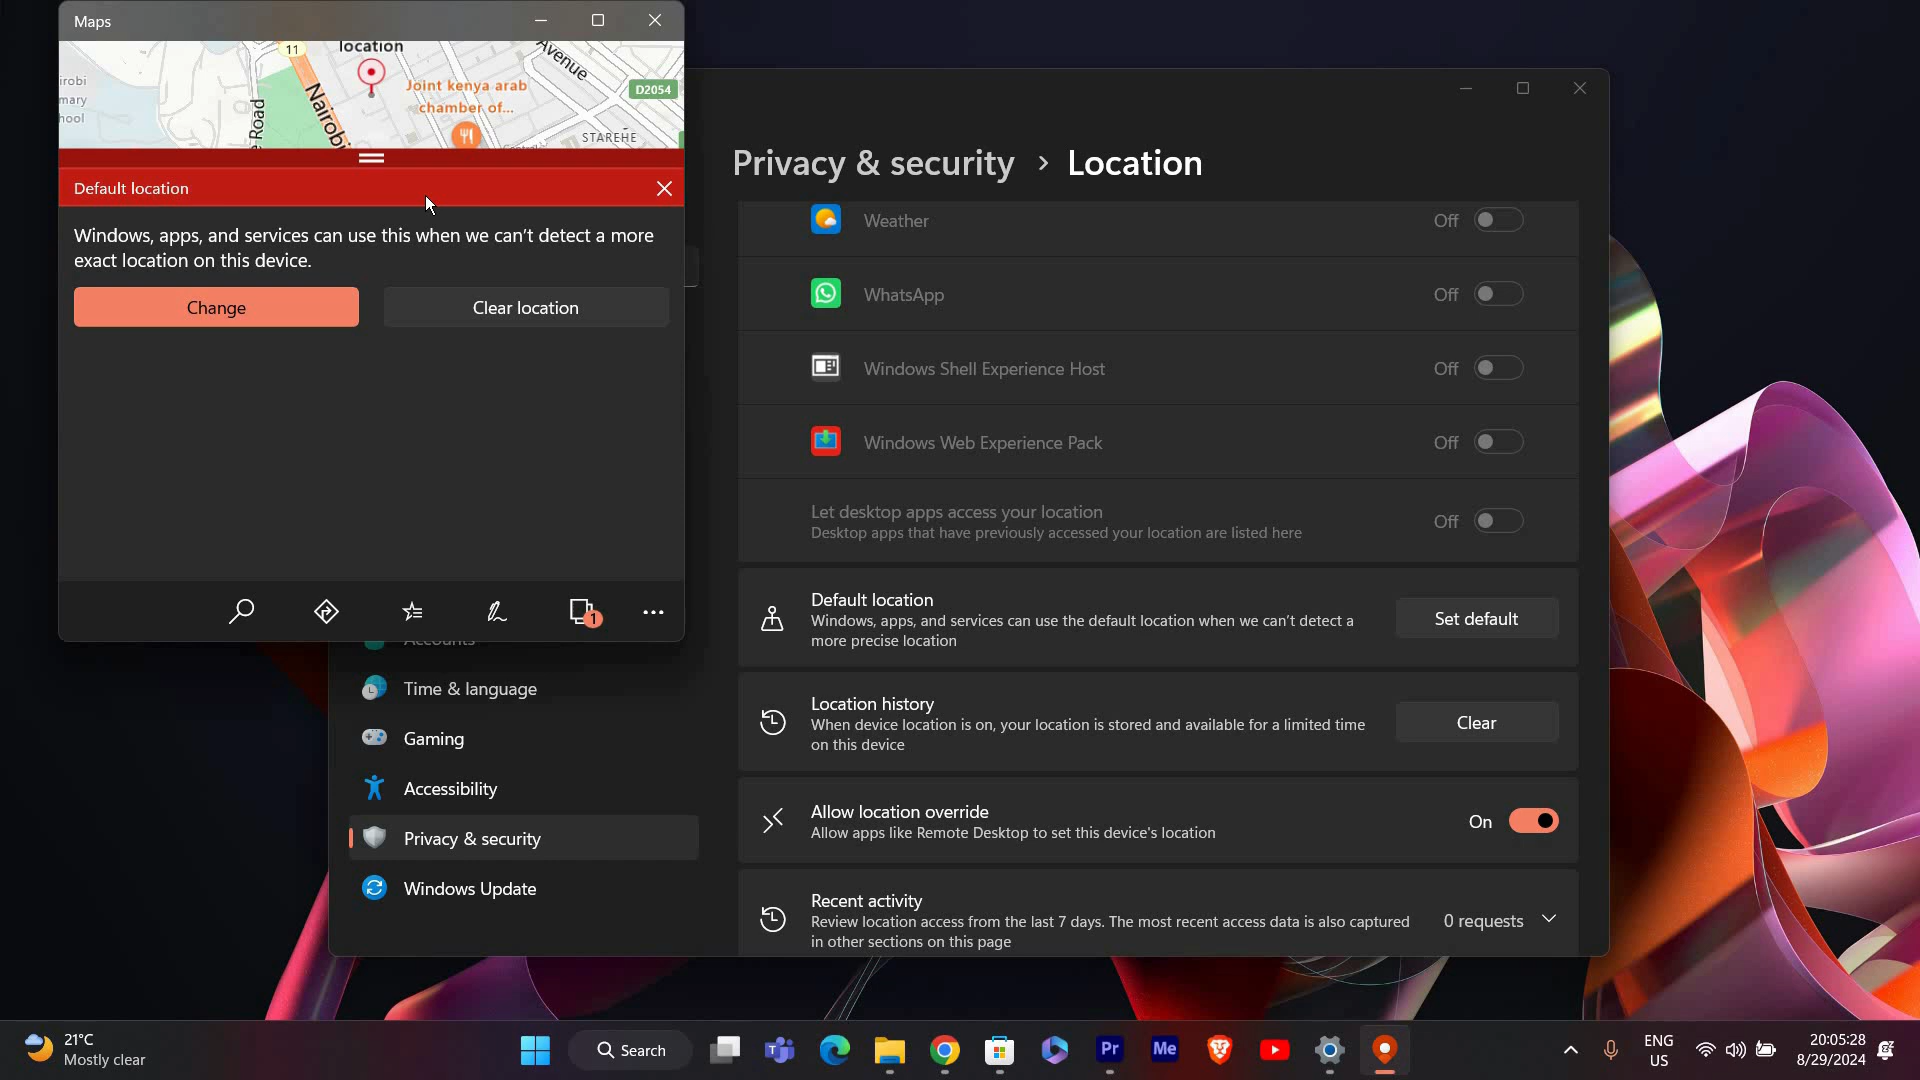 Maps
location
11
Avenue
irobi
mary
hool
Joint kenya arab
chamber of...
D2054
Nairobi
Road
STAREHE
Default location
Windows, apps, and services can use this when we can't detect a more
exact location on this device.
Change
Clear location
1
Privacy & security > Location
Weather
Off
WhatsApp
Off
Windows Shell Experience Host
Off
Windows Web Experience Pack
Off
Let desktop apps access your location
Desktop apps that have previously accessed your location are listed here
Off
Default location
Windows, apps, and services can use the default location when we can't detect a
more precise location
Set default
Location history
When device location is on, your location is stored and available for a limited time
on this device
Clear
Allow location override
Allow apps like Remote Desktop to set this device's location
On
Recent activity
Review location access from the last 7 days. The most recent access data is also captured
in other sections on this page
0 requests
Accounts
Time & language
Gaming
Accessibility
Privacy & security
Windows Update
21°C
Mostly clear
Search
Pr
Me
ENG
US
20:05:28
8/29/2024